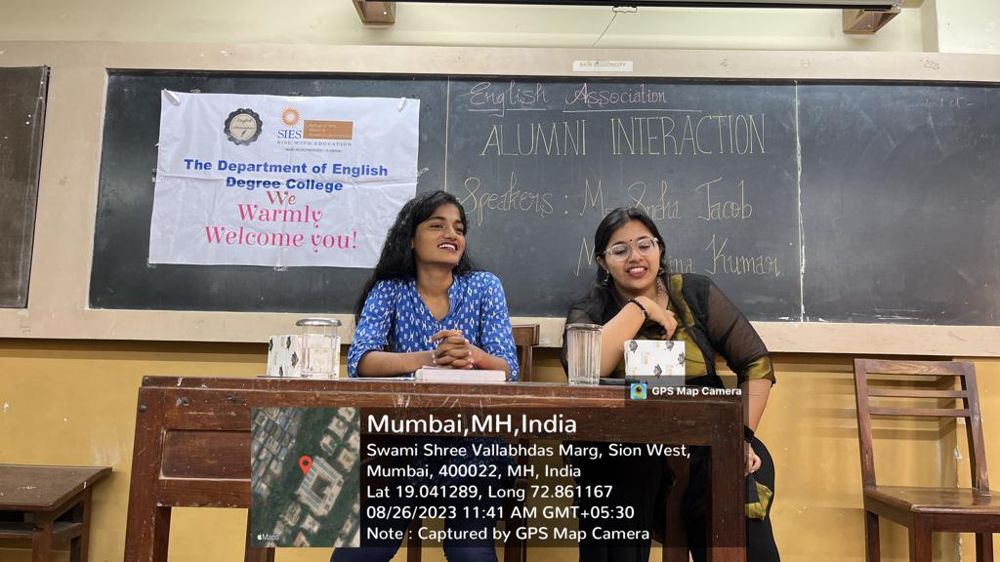 SAVE ELECTRICITY
English Association
ALUMNI INTERACTION
Speakers : M Sneha Jacob
M Kumar
SIES
RISE WITH EDUCATION
The Department of English
Degree College
We
Warmly
Welcome you!
GPS Map Camera
Mumbai,MH,India
Swami Shree Vallabhdas Marg, Sion West,
Mumbai, 400022, MH, India
Lat 19.041289, Long 72.861167
08/26/2023 11:41 AM GMT+05:30
Note : Captured by GPS Map Camera
Maps